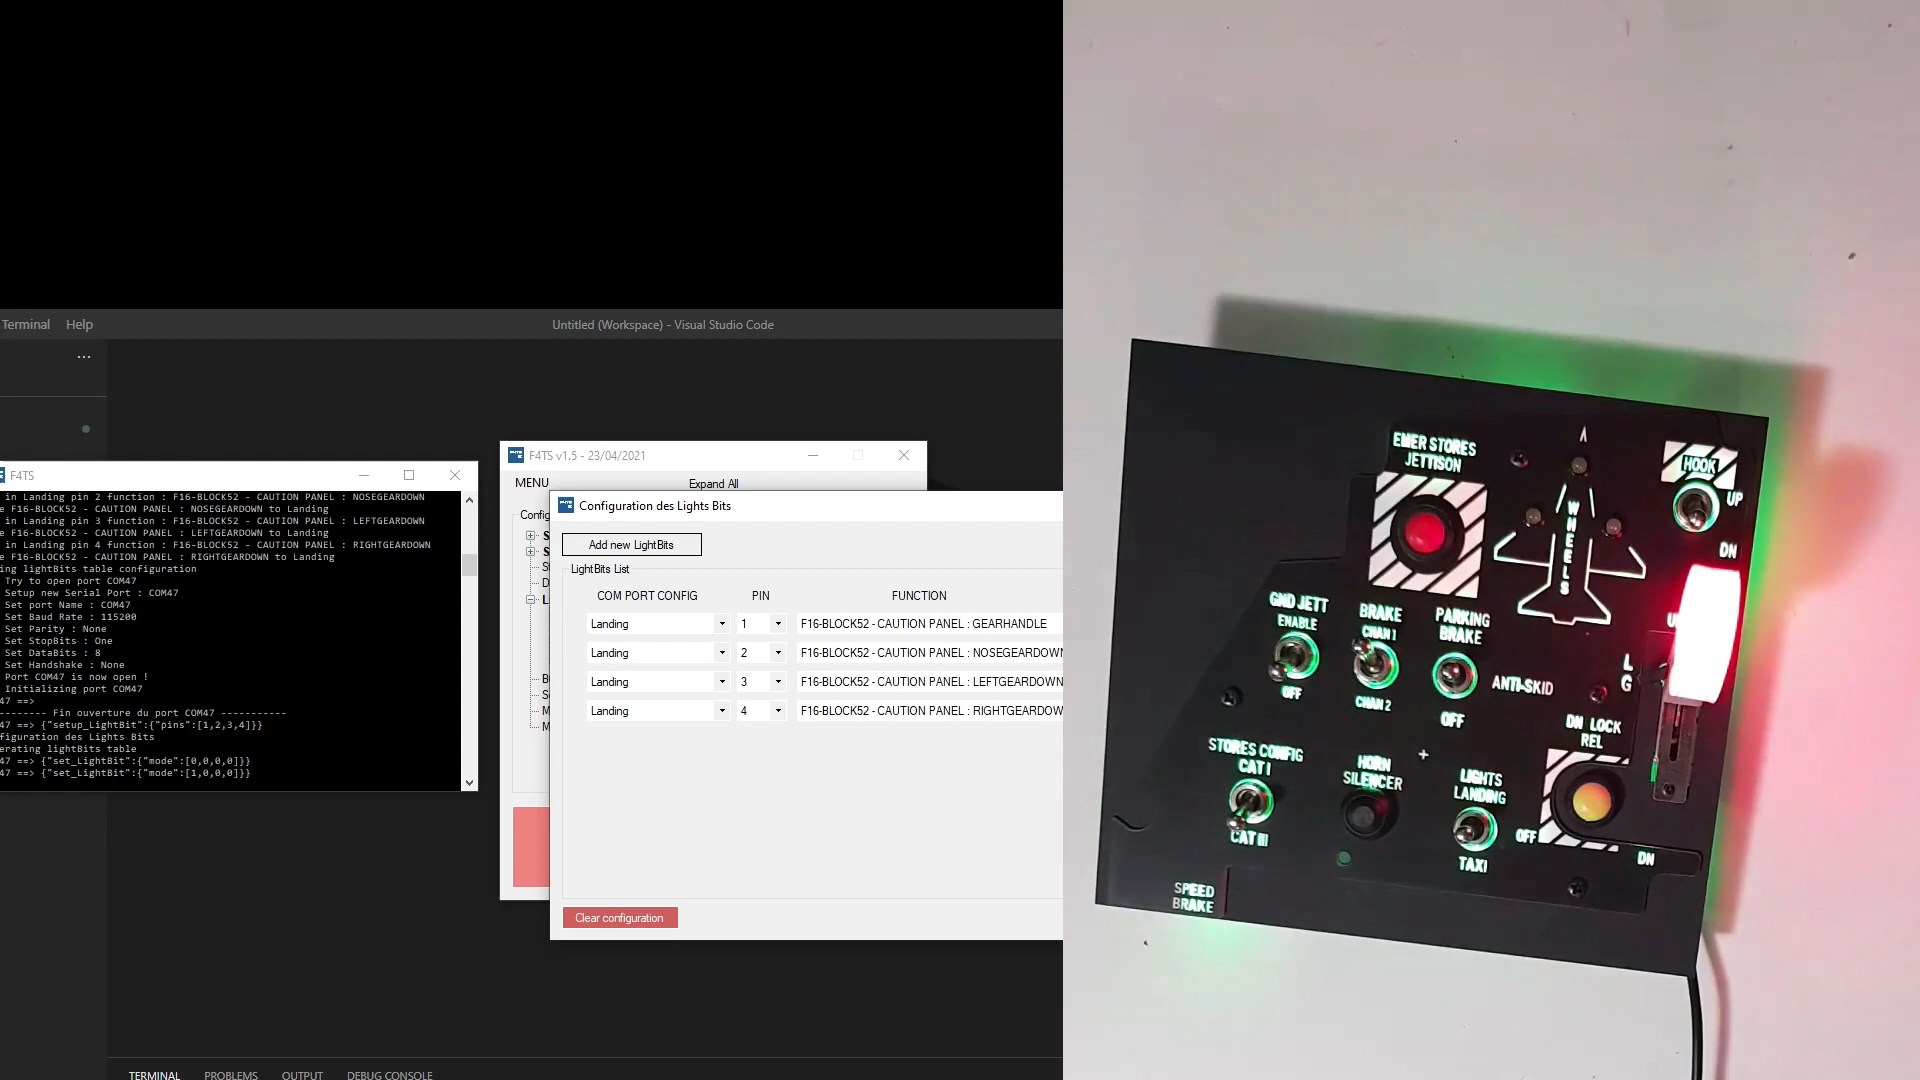 Terminal Help
Untitled (Workspace) - Visual Studio Code
F4TS
in Landing pin 2 function : F16-BLOCK52 - CAUTION PANEL : NOSEGEARDOWN
e F16-BLOCK52 - CAUTION PANEL : NOSEGEARDOWN to Landing
in Landing pin 3 function : F16-BLOCK52 - CAUTION PANEL : LEFTGEARDOWN
e F16-BLOCK52 - CAUTION PANEL : LEFTGEARDOWN to Landing
in Landing pin 4 function : F16-BLOCK52 - CAUTION PANEL : RIGHTGEARDOWN
e F16-BLOCK52 - CAUTION PANEL : RIGHTGEARDOWN to Landing
ing lightBits table configuration
Try to open port COM47
Setup new Serial Port : COM47
Set port Name : COM47
Set Baud Rate : 115200
Set Parity : None
Set StopBits : One
Set DataBits : 8
Set Handshake : None
Port COM47 is now open !
Initializing port COM47
47 ==>
-------- Fin ouverture du port COM47 -----------
47 ==> {"setup_LightBit":{"pins":[1,2,3,4]}}
figuration des Lights Bits
erating lightBits table
47 ==> {"set_LightBit":{"mode":[0,0,0,0]}}
47 ==> {"set_LightBit":{"mode":[1,0,0,0]}}
F4TS v1.5 - 23/04/2021
MENU
Expand All
Config
S
S
S
D
L
B
S
M
M
Configuration des Lights Bits
Add new LightBits
LightBits List
COM PORT CONFIG PIN FUNCTION
Landing 1 F16-BLOCK52 - CAUTION PANEL : GEARHANDLE
Landing 2 F16-BLOCK52 - CAUTION PANEL : NOSEGEARDOWN
Landing 3 F16-BLOCK52 - CAUTION PANEL : LEFTGEARDOWN
Landing 4 F16-BLOCK52 - CAUTION PANEL : RIGHTGEARDOW
Clear configuration
TERMINAL PROBLEMS OUTPUT DEBUG CONSOLE
EMER STORES
JETTISON
WHEELS
HOOK
UP
DN
GND JETT
ENABLE
OFF
BRAKE
CHAN 1
CHAN 2
PARKING
BRAKE
ANTI-SKID
OFF
L
G
DN LOCK
REL
STORES CONFIG
CAT I
CAT III
HORN
SILENCER
LIGHTS
LANDING
OFF
TAXI
DN
SPEED
BRAKE